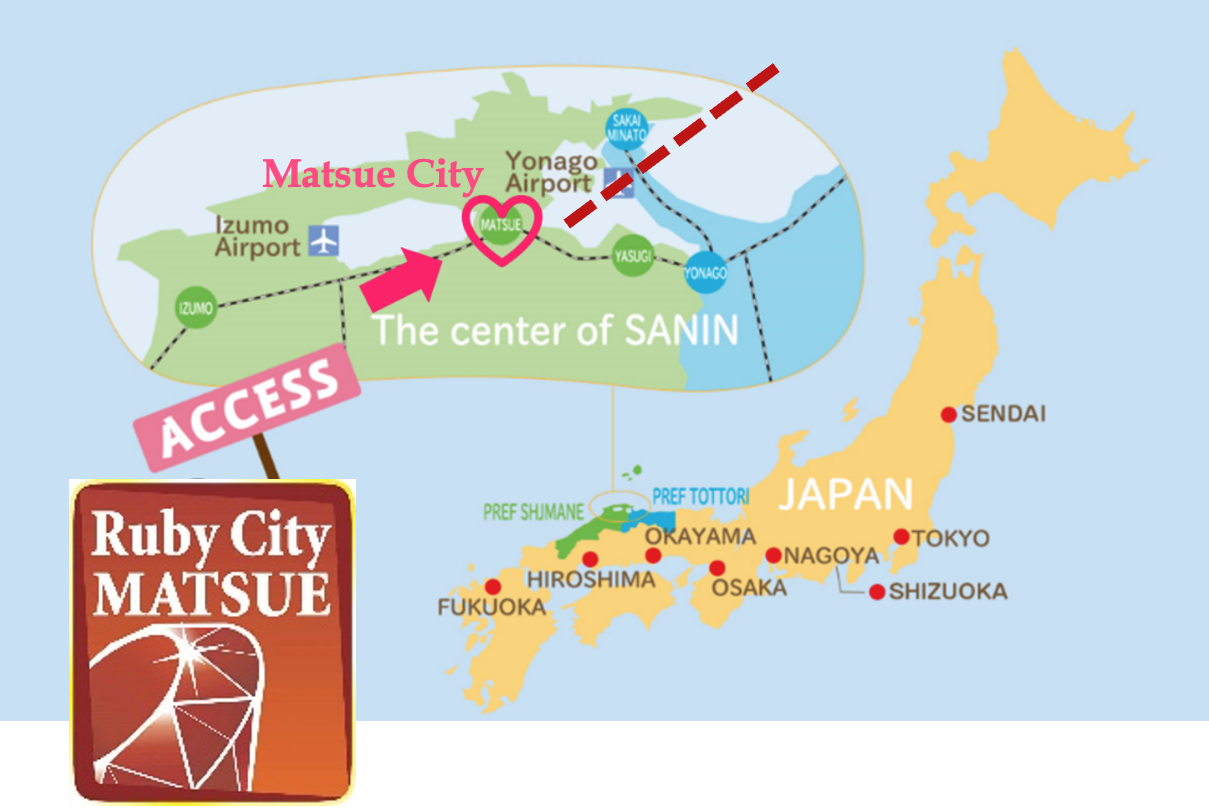 SAKAI
MINATO
Matsue City
Yonago
Airport
Izumo
Airport
MATSUE
YASUGI
YONAGO
IZUMO
The center of SANIN
ACCESS
SENDAI
JAPAN
PREF TOTTORI
PREF SHJMANE
OKAYAMA
TOKYO
NAGOYA
HIROSHIMA
OSAKA
SHIZUOKA
FUKUOKA
Ruby City
MATSUE